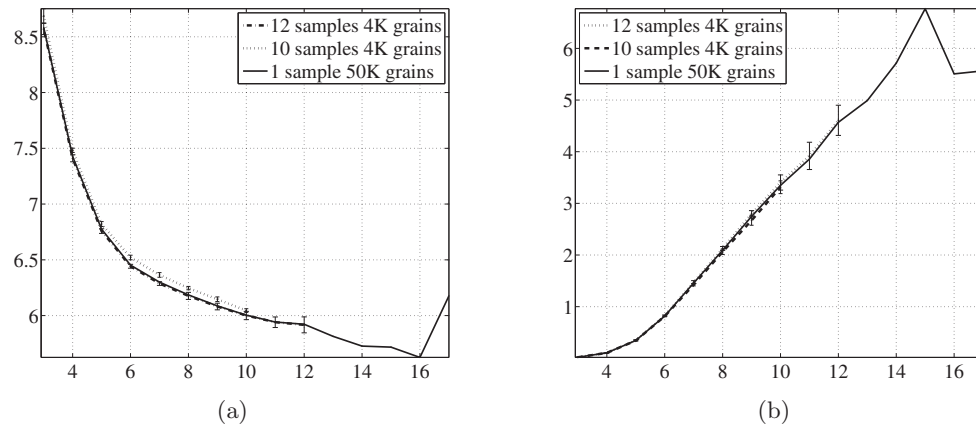 8.5
8
7.5
7
6.5
6
4 6 8 10 12 14 16
12 samples 4K grains
10 samples 4K grains
1 sample 50K grains
(a)
6
5
4
3
2
1
4 6 8 10 12 14 16
12 samples 4K grains
10 samples 4K grains
1 sample 50K grains
(b)